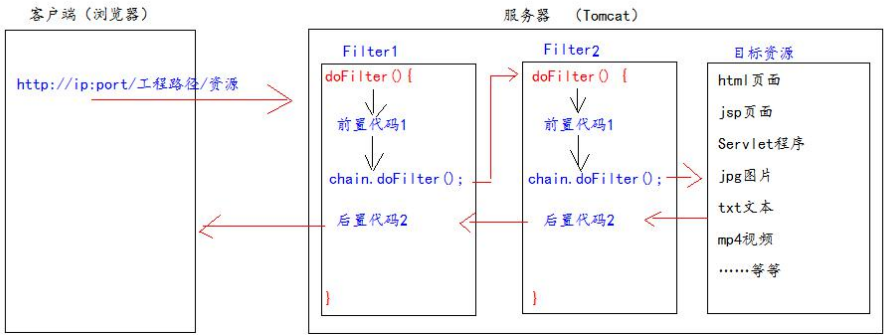 客户端（浏览器）
http://ip:port/工程路径/资源
服务器 （Tomcat）
Filter1
doFilter(){
前置代码1
chain.doFilter();
后置代码2
}
Filter2
doFilter() {
前置代码1
chain.doFilter();
后置代码2
}
目标资源
html页面
jsp页面
Servlet程序
jpg图片
txt文本
mp4视频
……等等